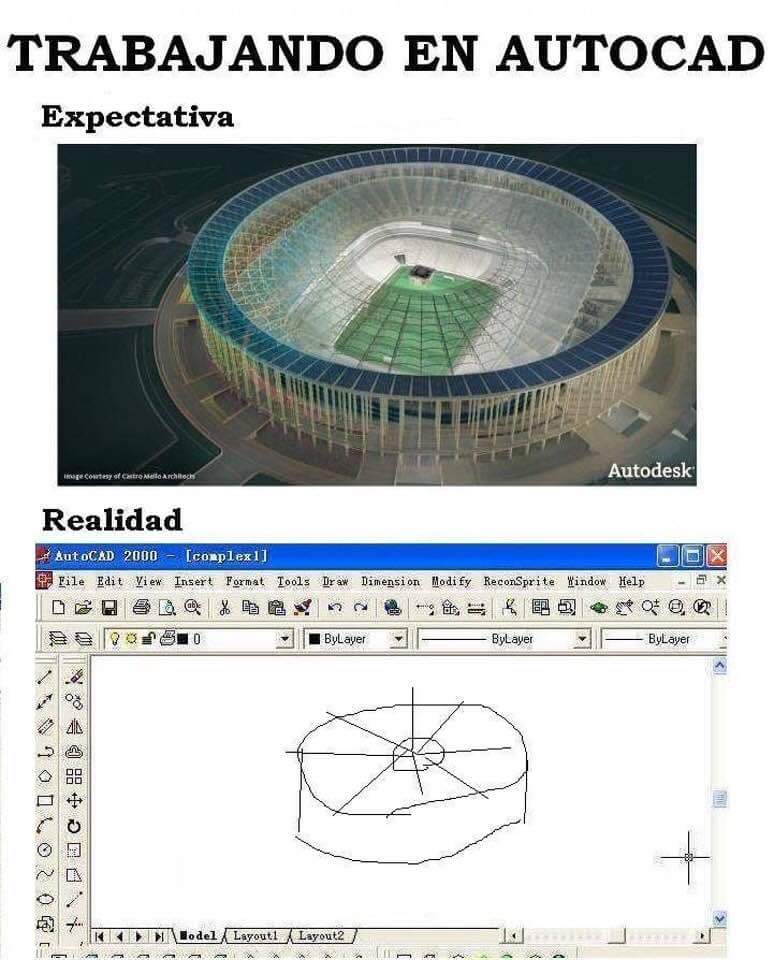 TRABAJANDO EN AUTOCAD
Expectativa
Image Courtesy of Castro Mello Architects
Autodesk
Realidad
AutoCAD 2000 - [complex1]
File Edit View Insert Format Tools Draw Dimension Modify ReconSprite Window Help
0 ByLayer ByLayer ByLayer
Model Layout1 Layout2